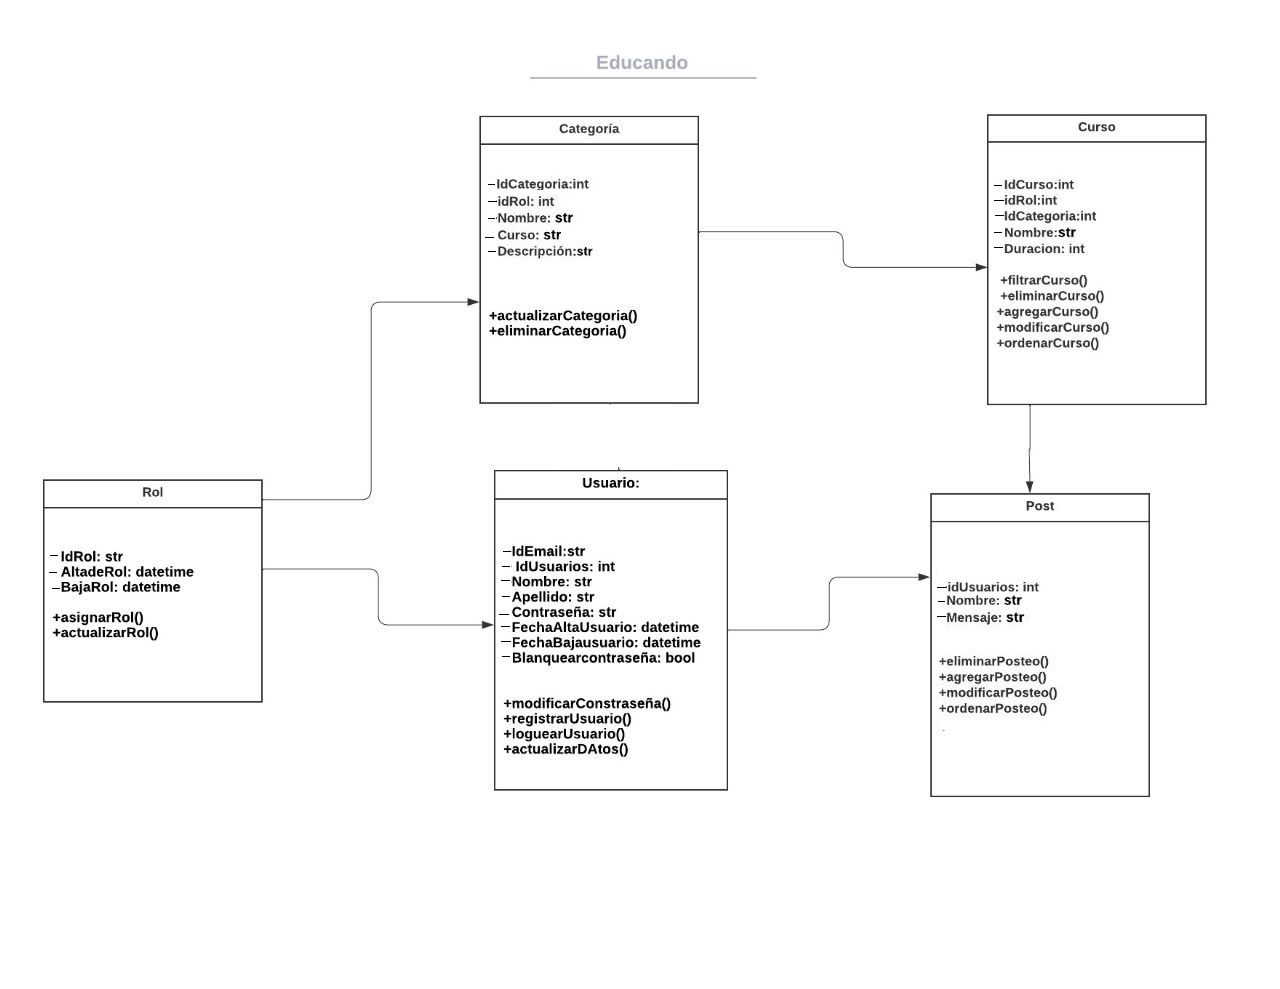 Educando
Categoría
–IdCategoria:int
–idRol: int
–Nombre: str
– Curso: str
–Descripción:str
+actualizarCategoria()
+eliminarCategoria()
Curso
–IdCurso:int
–idRol:int
–IdCategoria:int
–Nombre:str
–Duracion: int
+filtrarCurso()
+eliminarCurso()
+agregarCurso()
+modificarCurso()
+ordenarCurso()
Rol
– IdRol: str
– AltadeRol: datetime
–BajaRol: datetime
+asignarRol()
+actualizarRol()
Usuario:
–IdEmail:str
– IdUsuarios: int
–Nombre: str
–Apellido: str
– Contraseña: str
–FechaAltaUsuario: datetime
–FechaBajausuario: datetime
–Blanquearcontraseña: bool
+modificarConstraseña()
+registrarUsuario()
+loguearUsuario()
+actualizarDAtos()
Post
–idUsuarios: int
–Nombre: str
–Mensaje: str
+eliminarPosteo()
+agregarPosteo()
+modificarPosteo()
+ordenarPosteo()